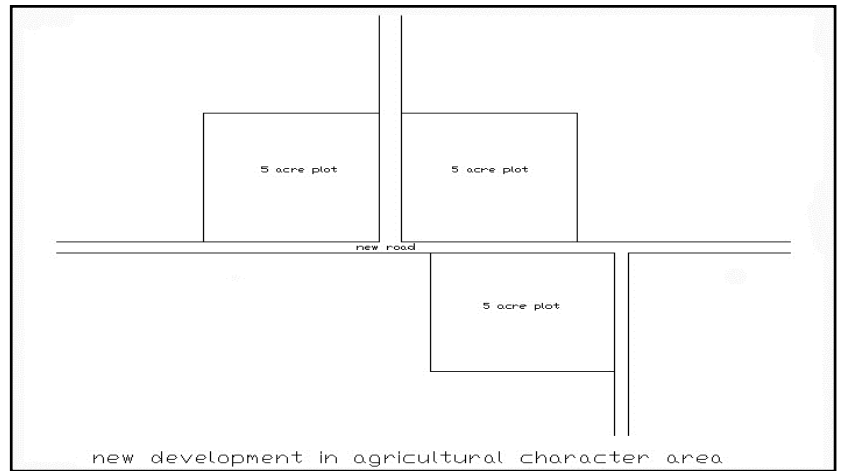 5 acre plot
5 acre plot
new road
5 acre plot
new development in agricultural character area